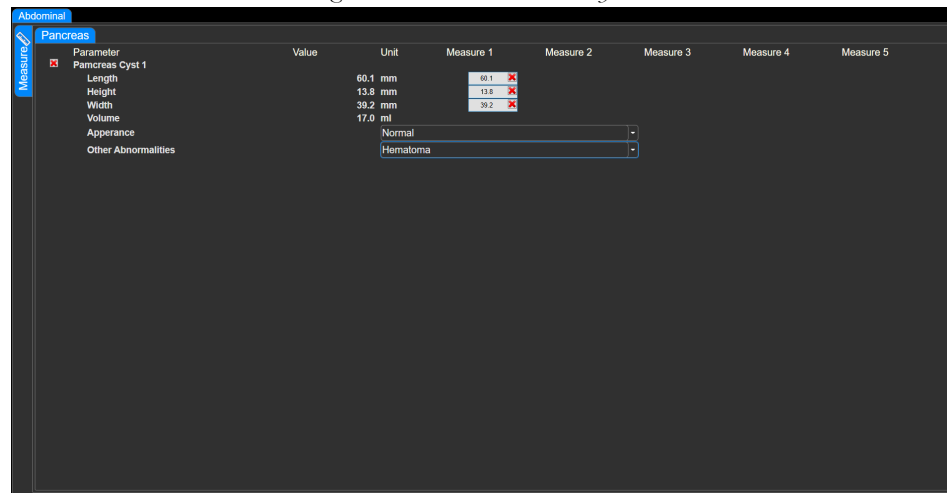 Abdominal
Measure
Pancreas
Parameter Value Unit Measure 1 Measure 2 Measure 3 Measure 4 Measure 5
Pamcreas Cyst 1
Length 60.1 mm 60.1
Height 13.8 mm 13.8
Width 39.2 mm 39.2
Volume 17.0 ml
Apperance Normal
Other Abnormalities Hematoma